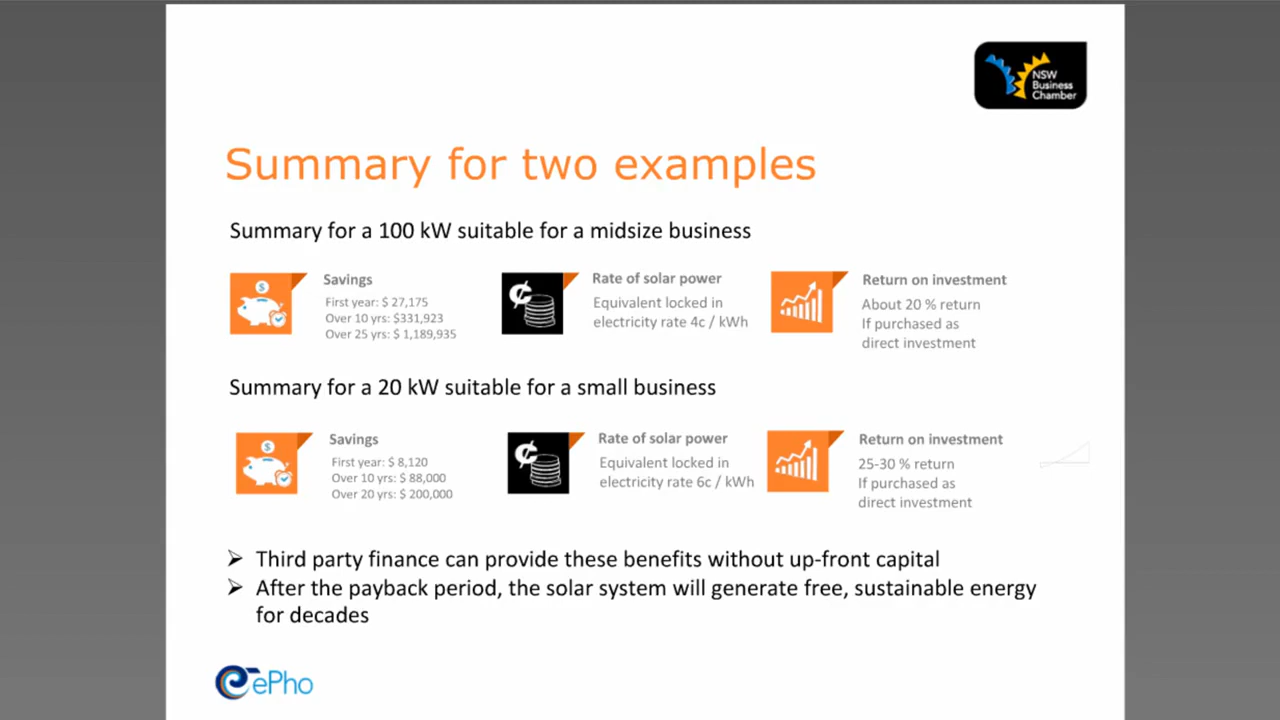 NSW
Business
Chamber
Summary for two examples
Summary for a 100 kW suitable for a midsize business
Savings
First year: $ 27,175
Over 10 yrs: $331,923
Over 25 yrs: $ 1,189,935
Rate of solar power
Equivalent locked in
electricity rate 4c / kWh
Return on investment
About 20 % return
If purchased as
direct investment
Summary for a 20 kW suitable for a small business
Savings
First year: $ 8,120
Over 10 yrs: $ 88,000
Over 20 yrs: $ 200,000
Rate of solar power
Equivalent locked in
electricity rate 6c / kWh
Return on investment
25-30 % return
If purchased as
direct investment
➢ Third party finance can provide these benefits without up-front capital
➢ After the payback period, the solar system will generate free, sustainable energy
for decades
ePho